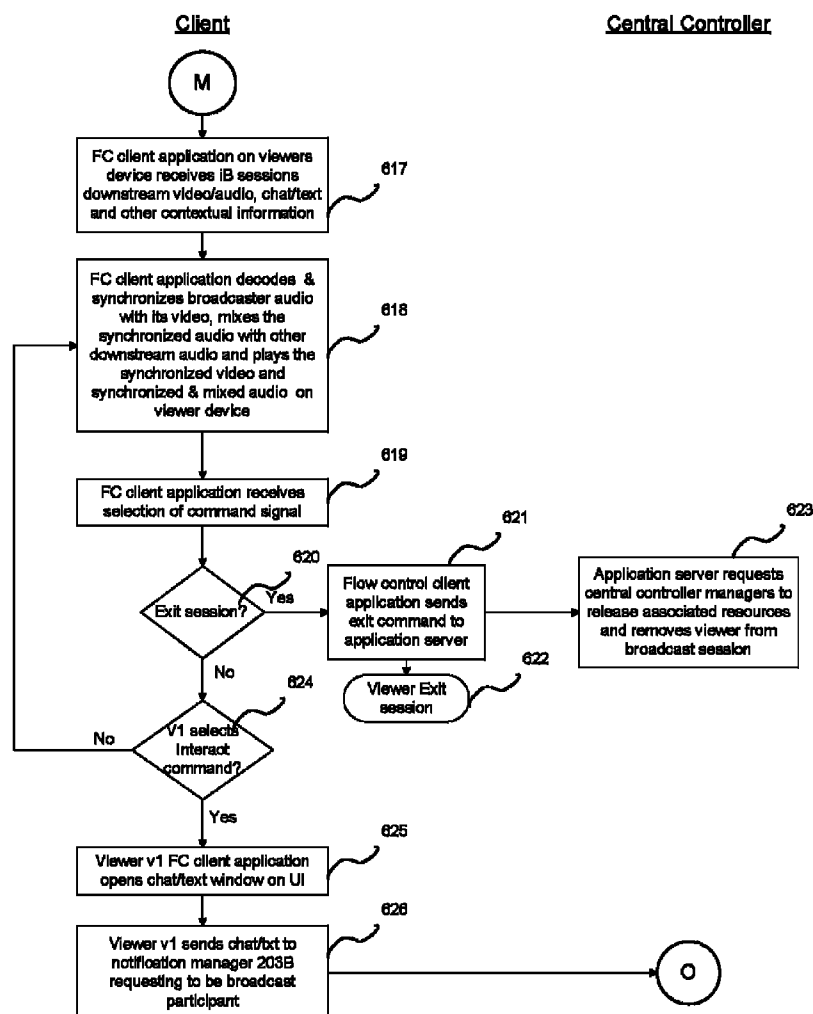 Client
Central Controller
M
FC client application on viewers
device receives iB sessions
downstream video/audio, chat/text
and other contextual information
617
FC client application decodes &
synchronizes broadcaster audio
with its video, mixes the
synchronized audio with other
downstream audio and plays the
synchronized video and
synchronized & mixed audio on
viewer device
618
FC client application receives
selection of command signal
619
Exit session?
620
Yes
Flow control client
application sends
exit command to
application server
621
Application server requests
central controller managers to
release associated resources
and removes viewer from
broadcast session
623
Viewer Exit
session
622
No
V1 selects
Interact
command?
624
No
Yes
Viewer v1 FC client application
opens chat/text window on UI
625
Viewer v1 sends chat/txt to
notification manager 203B
requesting to be broadcast
participant
626
O